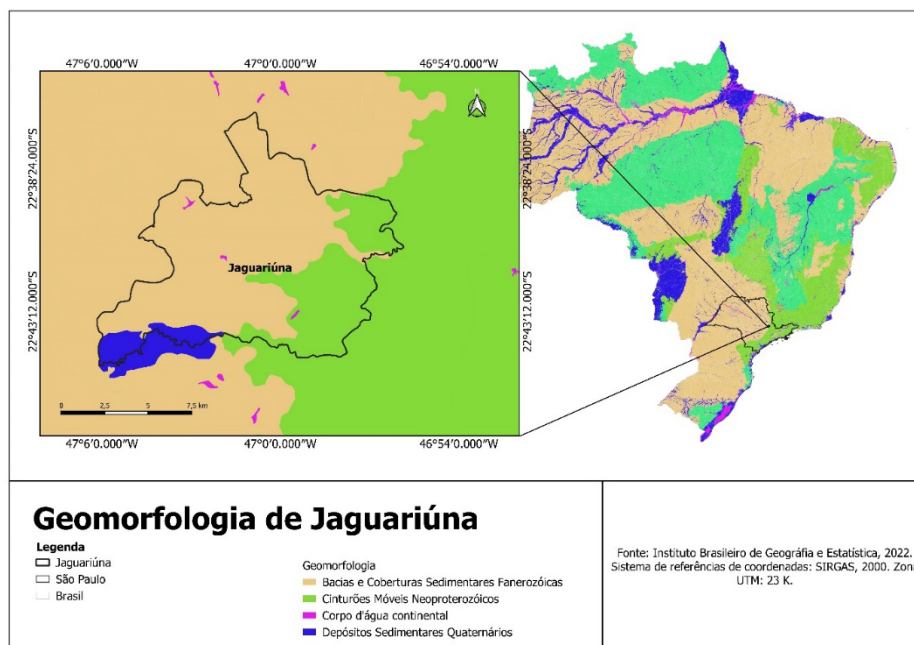 47°6'0.000"W 47°0'0.000"W 46°54'0.000"W
22°38'24.000"S 22°38'24.000"S
Jaguariúna
22°43'12.000"S 22°43'12.000"S
0 2,5 5 7,5 km
47°6'0.000"W 47°0'0.000"W 46°54'0.000"W
Geomorfologia de Jaguariúna
Legenda
Jaguariúna
São Paulo
Brasil
Geomorfologia
Bacias e Coberturas Sedimentares Fanerozóicas
Cinturões Móveis Neoproterozóicos
Corpo d'água continental
Depósitos Sedimentares Quaternários
Fonte: Instituto Brasileiro de Geográfia e Estatística, 2022.
Sistema de referências de coordenadas: SIRGAS, 2000. Zona
UTM: 23 K.